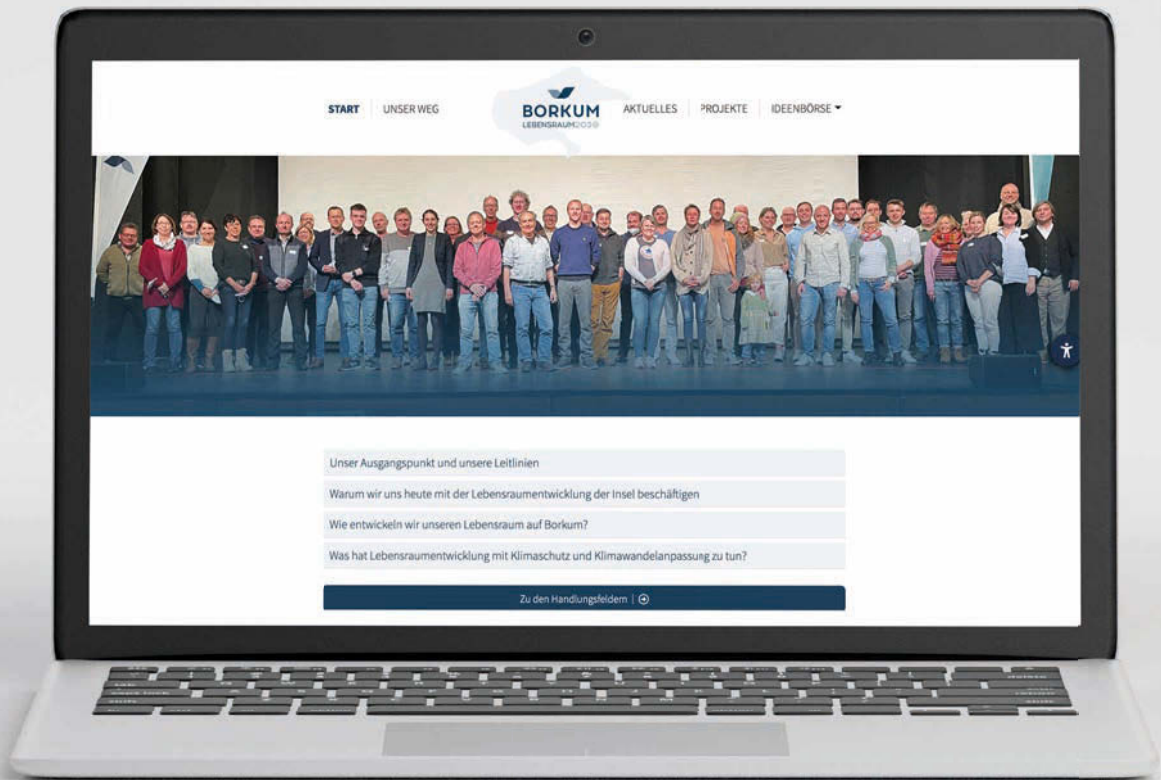 START
UNSER WEG
BORKUM
LEBENSRAUM2030
AKTUELLES
PROJEKTE
IDEENBÖRSE
Unser Ausgangspunkt und unsere Leitlinien
Warum wir uns heute mit der Lebensraumentwicklung der Insel beschäftigen
Wie entwickeln wir unseren Lebensraum auf Borkum?
Was hat Lebensraumentwicklung mit Klimaschutz und Klimawandelanpassung zu tun?
Zu den Handlungsfeldern |
delete